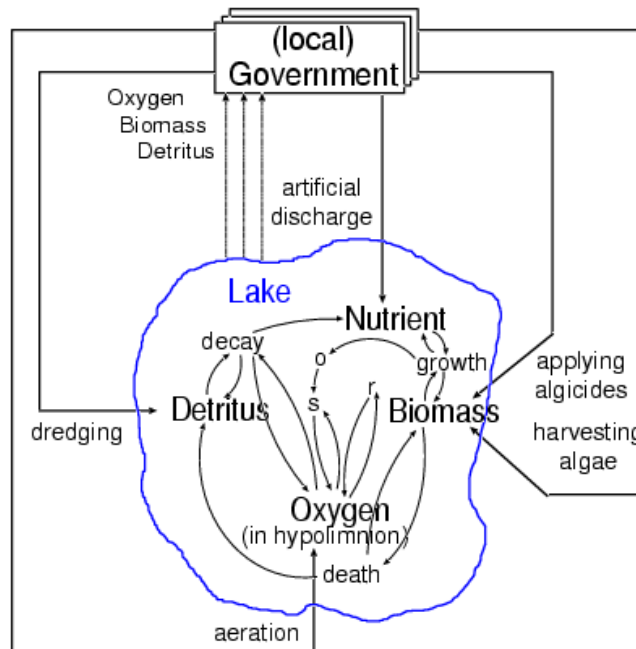 (local)
Government
Oxygen
Biomass
Detritus
artificial
discharge
Lake
Nutrient
decay
o
growth
applying
algicides
r
s
Detritus
Biomass
dredging
harvesting
algae
Oxygen
(in hypolimnion)
death
aeration